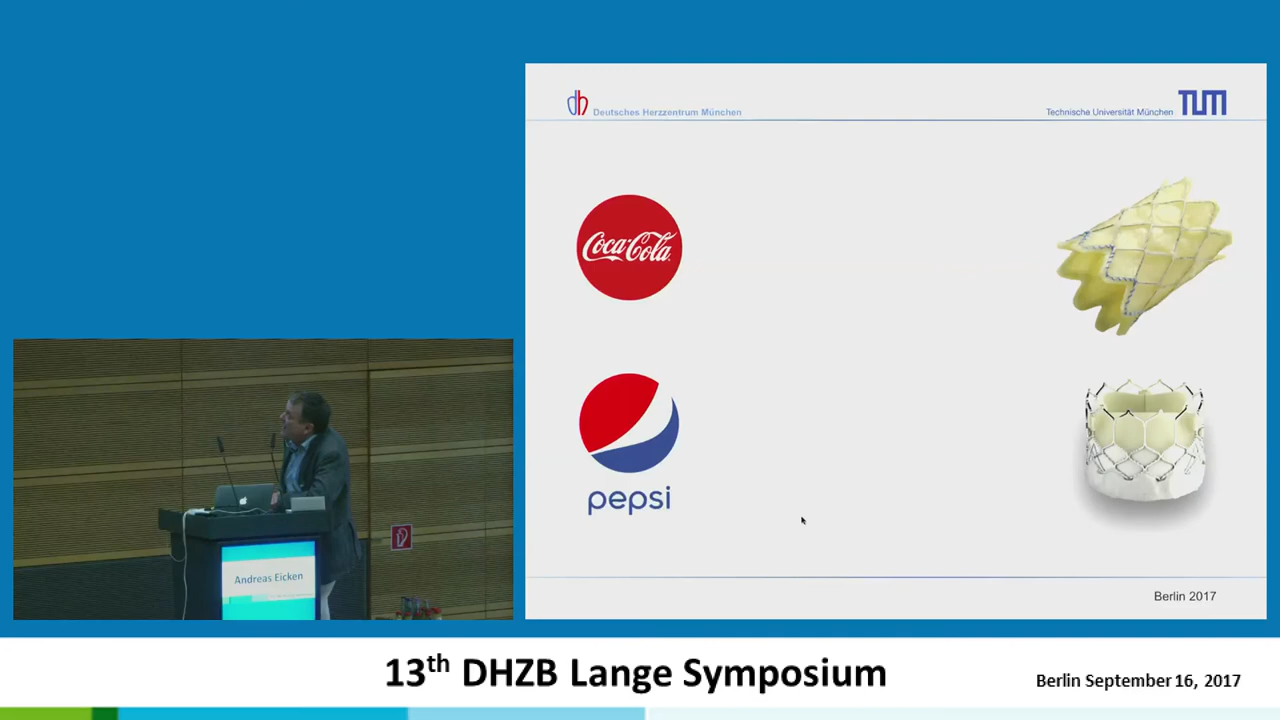 dh Deutsches Herzzentrum München
Technische Universität München TUM
Coca-Cola
pepsi
Andreas Eicken
Berlin 2017
13th DHZB Lange Symposium
Berlin September 16, 2017